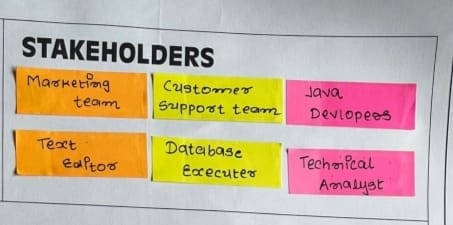 STAKEHOLDERS
Marketing
team
Customer
Support team
Java
Devlopers
Text
Editor
Database
Executer
Technical
Analyst